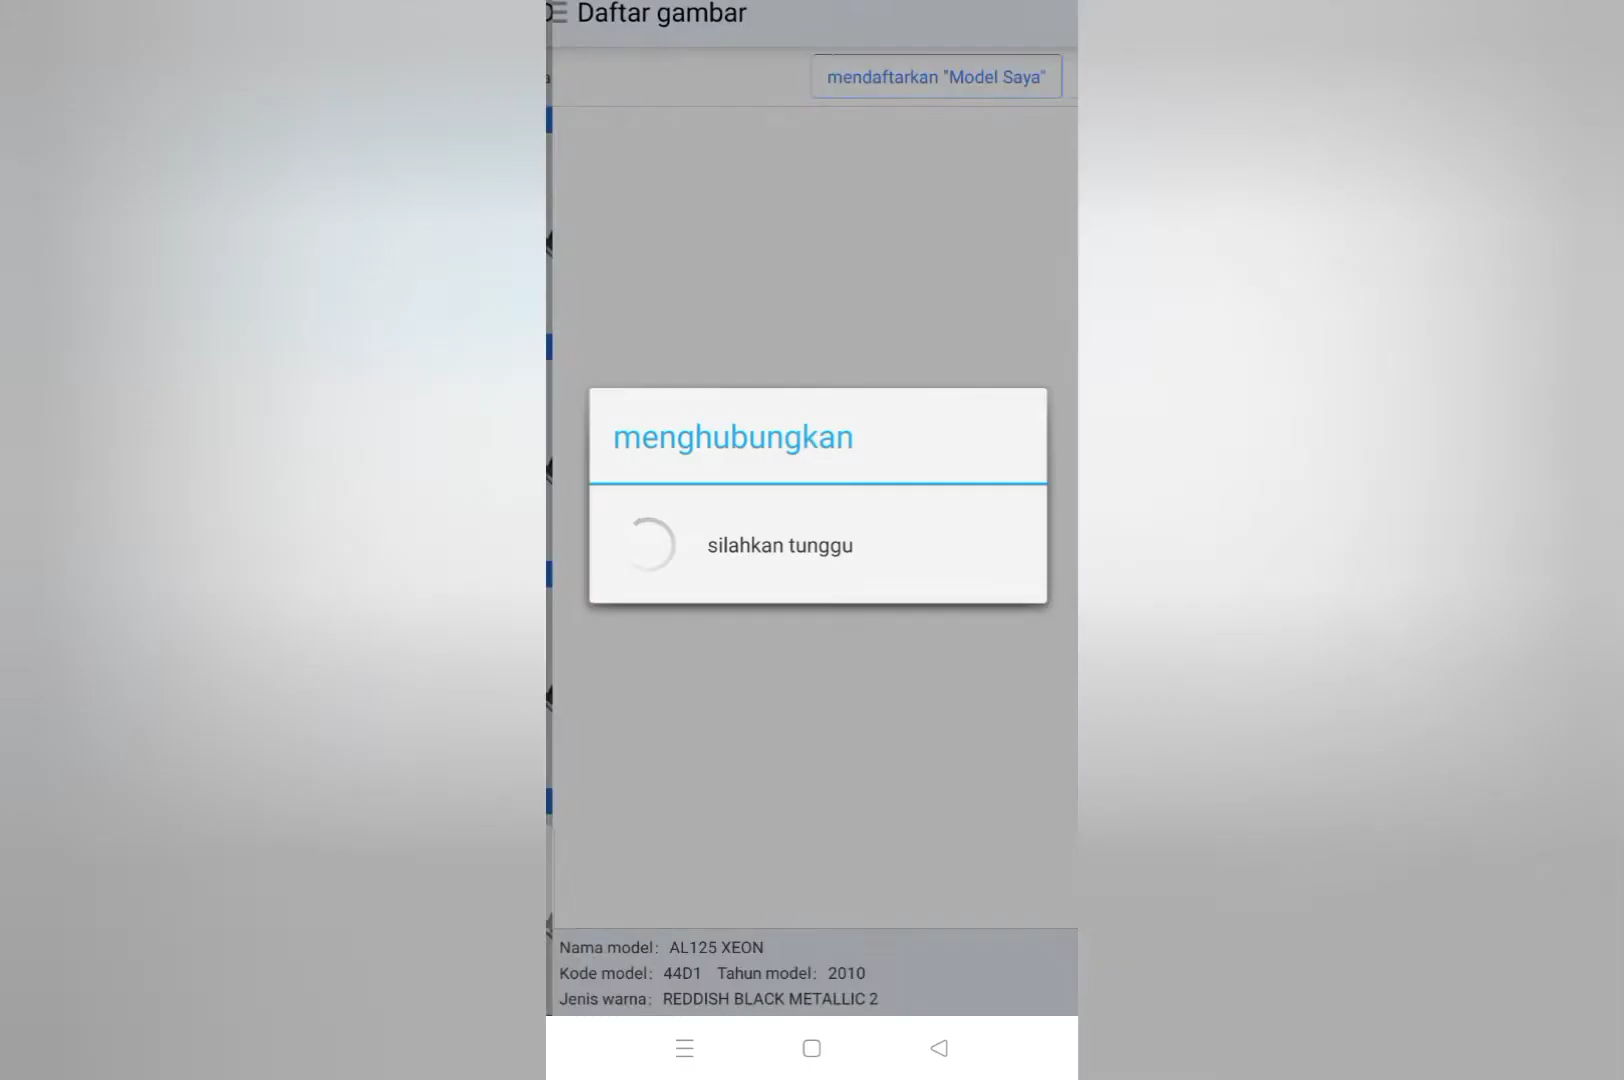 Daftar gambar
mendaftarkan "Model Saya"
menghubungkan
silahkan tunggu
Nama model: AL125 XEON
Kode model: 44D1 Tahun model: 2010
Jenis warna: REDDISH BLACK METALLIC 2